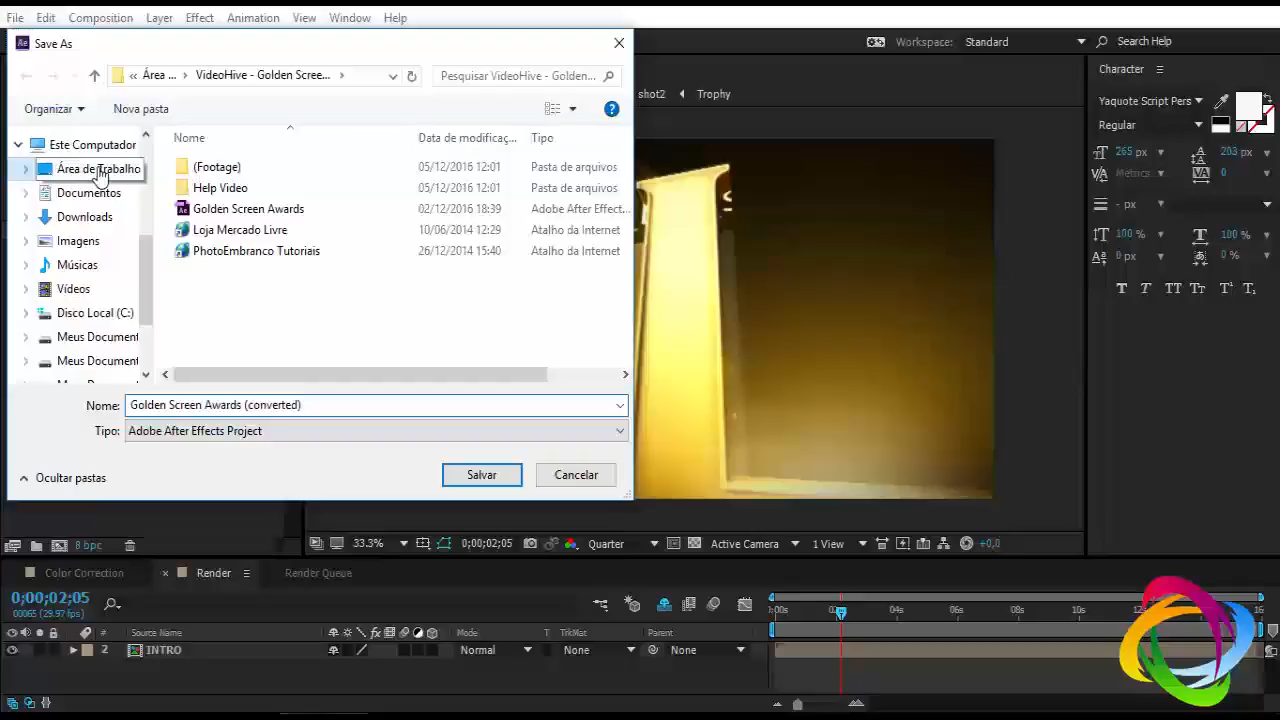 File Edit Composition Layer Effect Animation View Window Help
Ae Save As
Workspace: Standard Search Help
« Área ... VideoHive - Golden Scree... Pesquisar VideoHive - Golden...
Character
shot2 Trophy
Organizar Nova pasta
Yaquote Script Pers
Regular
Nome Data de modificaç... Tipo
Este Computador
Área de Trabalho
Documentos
Downloads
Imagens
Músicas
Vídeos
Disco Local (C:)
Meus Document
Meus Document
(Footage) 05/12/2016 12:01 Pasta de arquivos
Help Video 05/12/2016 12:01 Pasta de arquivos
Golden Screen Awards 02/12/2016 18:39 Adobe After Effect...
Loja Mercado Livre 10/06/2014 12:29 Atalho da Internet
PhotoEmbranco Tutoriais 26/12/2014 15:40 Atalho da Internet
265 px 203 px
Metrics 0
- px
100 % 100 %
0 px 0 %
T T TT Tt T¹ T₁
Nome: Golden Screen Awards (converted)
Tipo: Adobe After Effects Project
Ocultar pastas Salvar Cancelar
8 bpc 33.3% 0;00;02;05 Quarter Active Camera 1 View +0,0
Color Correction × Render Render Queue
0;00;02;05
00065 (29.97 fps)
:00s 04s 06s 08s 10s 16s
# Source Name Mode T TrkMat Parent
2 INTRO Normal None None